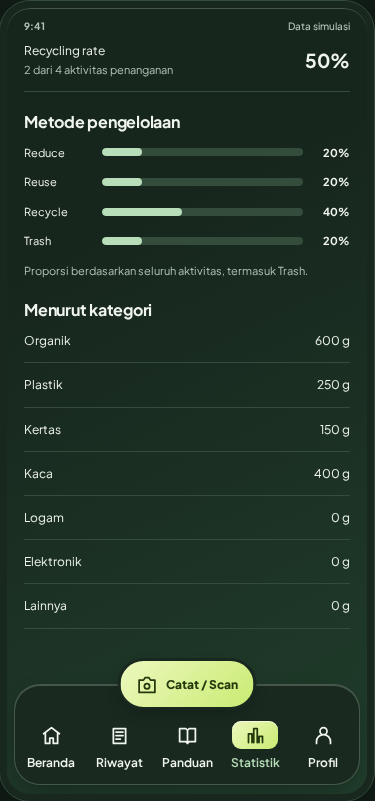 9:41 Data simulasi
Recycling rate
2 dari 4 aktivitas penanganan
50%
Metode pengelolaan
Reduce 20%
Reuse 20%
Recycle 40%
Trash 20%
Proporsi berdasarkan seluruh aktivitas, termasuk Trash.
Menurut kategori
Organik 600 g
Plastik 250 g
Kertas 150 g
Kaca 400 g
Logam 0 g
Elektronik 0 g
Lainnya 0 g
Catat / Scan
Beranda Riwayat Panduan Statistik Profil